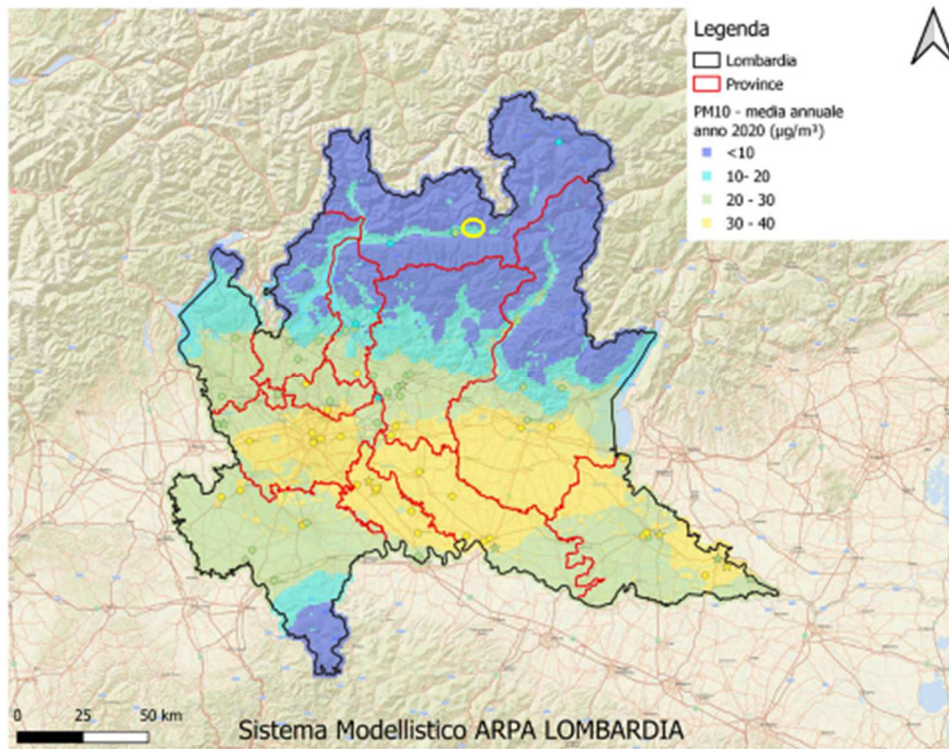 Legenda
Lombardia
Province
PM10 - media annuale
anno 2020 (µg/m³)
<10
10- 20
20 - 30
30 - 40
0 25 50 km
Sistema Modellistico ARPA LOMBARDIA